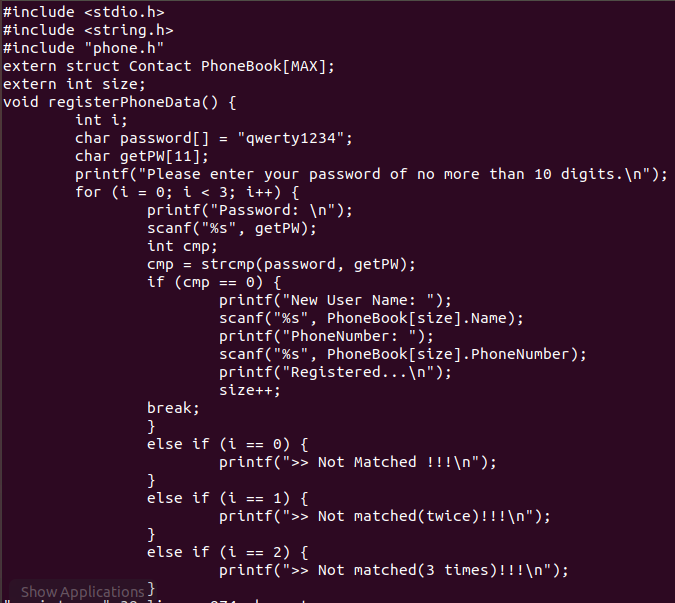 #include <stdio.h>
#include <string.h>
#include "phone.h"
extern struct Contact PhoneBook[MAX];
extern int size;
void registerPhoneData() {
        int i;
        char password[] = "qwerty1234";
        char getPW[11];
        printf("Please enter your password of no more than 10 digits.\n");
        for (i = 0; i < 3; i++) {
                printf("Password: \n");
                scanf("%s", getPW);
                int cmp;
                cmp = strcmp(password, getPW);
                if (cmp == 0) {
                        printf("New User Name: ");
                        scanf("%s", PhoneBook[size].Name);
                        printf("PhoneNumber: ");
                        scanf("%s", PhoneBook[size].PhoneNumber);
                        printf("Registered...\n");
                        size++;
                break;
                }
                else if (i == 0) {
                        printf(">> Not Matched !!!\n");
                }
                else if (i == 1) {
                        printf(">> Not matched(twice)!!!\n");
                }
                else if (i == 2) {
                        printf(">> Not matched(3 times)!!!\n");
                }
Show Applications